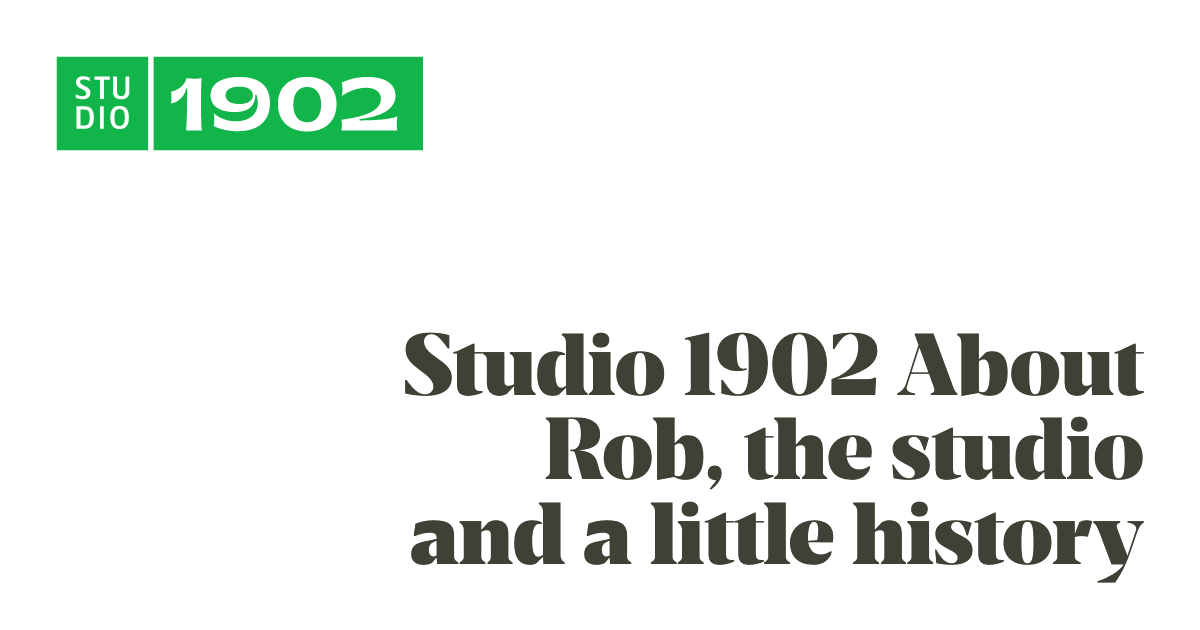 STU
DIO
1902
Studio 1902 About
Rob, the studio
and a little history